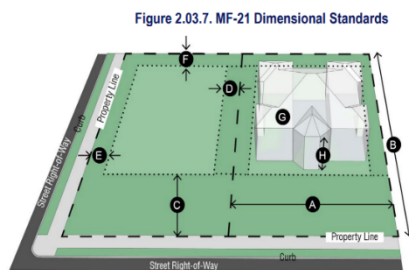 Figure 2.03.7. MF-21 Dimensional Standards
F
Property Line
D
B
Curb
G
Street Right-of-Way
E
H
C
A
Property Line
Curb
Street Right-of-Way